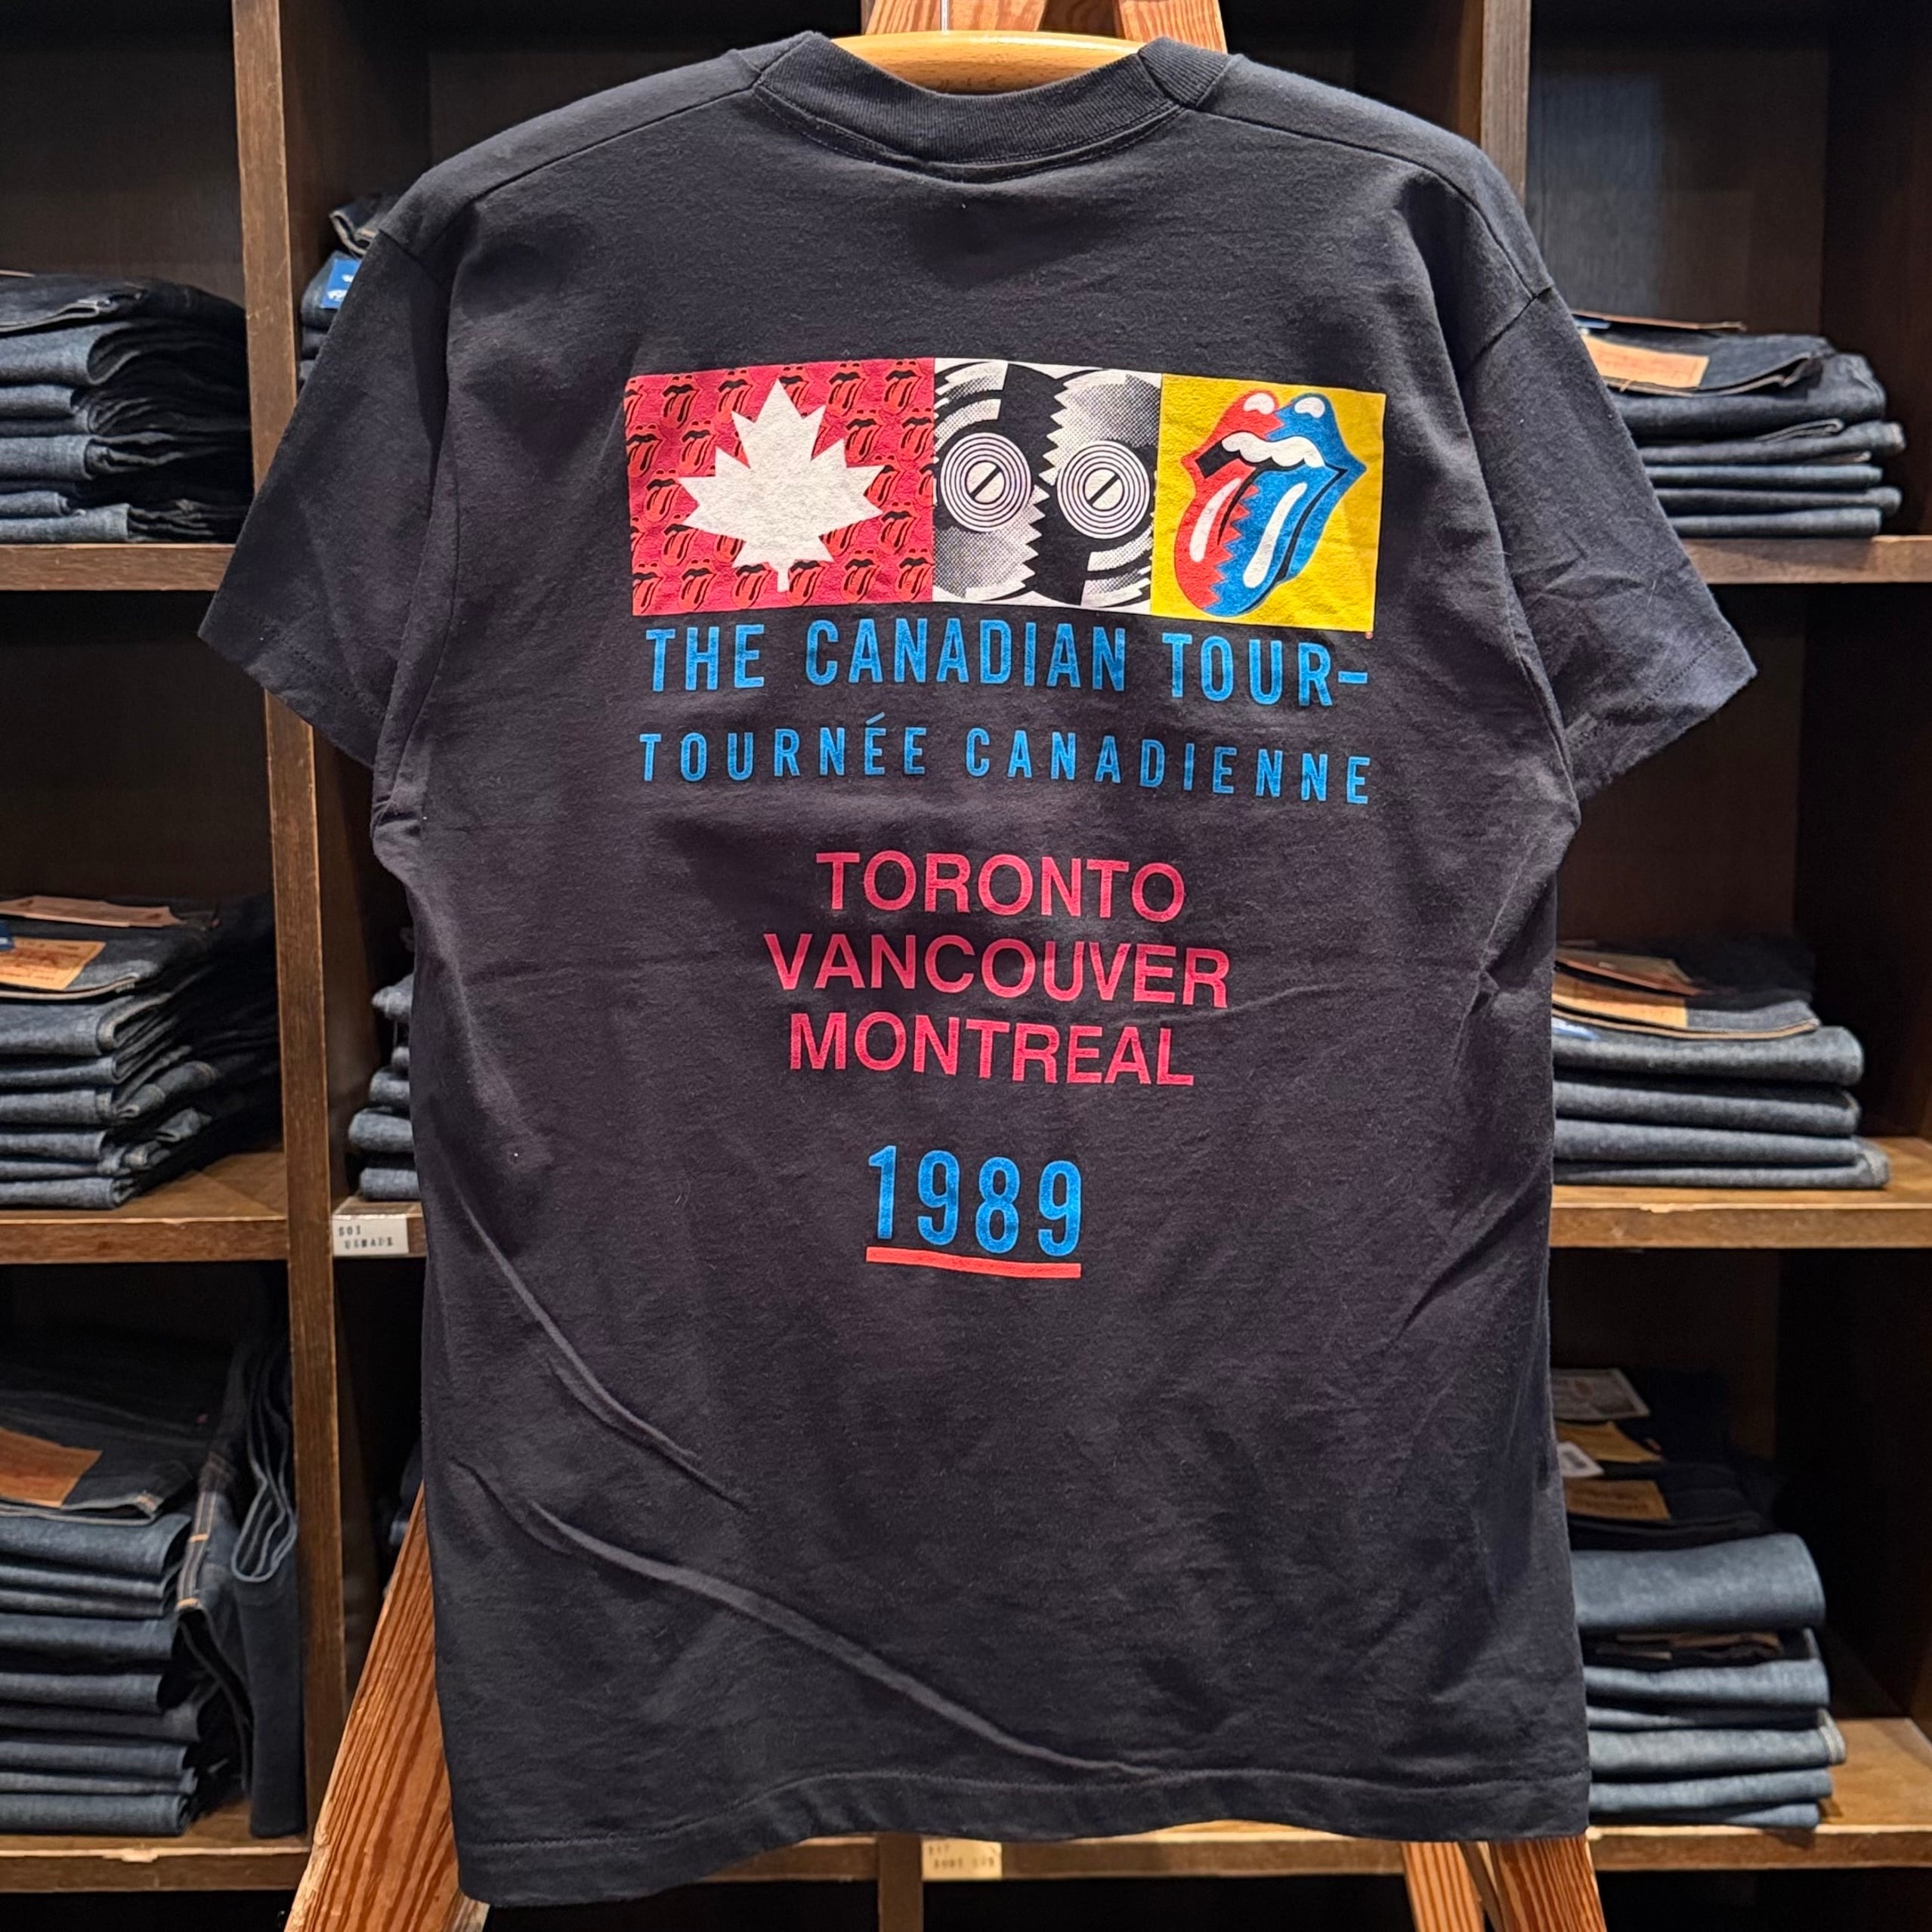 THE CANADIAN TOUR-
TOURNÉE CANADIENNE
TORONTO
VANCOUVER
MONTREAL
1989